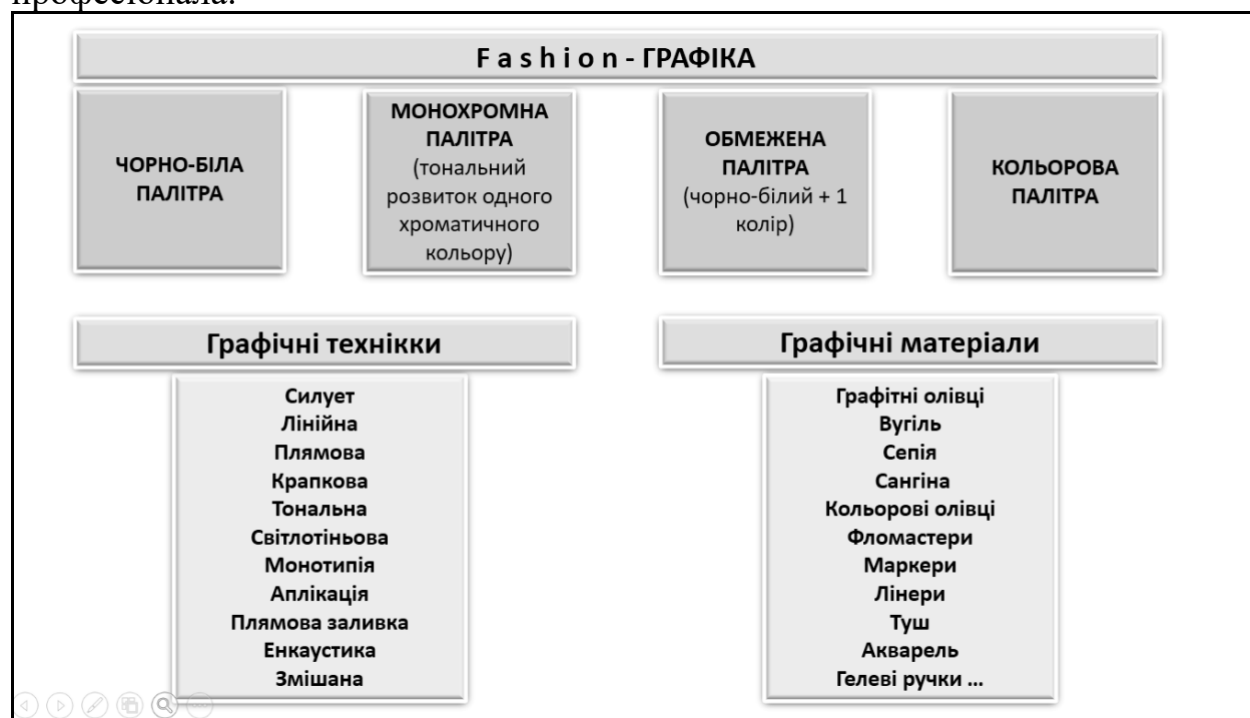 професіонала.
F a s h i o n - ГРАФІКА
ЧОРНО-БІЛА
ПАЛІТРА
МОНОХРОМНА
ПАЛІТРА
(тональний
розвиток одного
хроматичного
кольору)
ОБМЕЖЕНА
ПАЛІТРА
(чорно-білий + 1
колір)
КОЛЬОРОВА
ПАЛІТРА
Графічні технікки
Силует
Лінійна
Плямова
Крапкова
Тональна
Світлотіньова
Монотипія
Аплікація
Плямова заливка
Енкаустика
Змішана
Графічні матеріали
Графітні олівці
Вугіль
Сепія
Сангіна
Кольорові олівці
Фломастери
Маркери
Лінери
Туш
Акварель
Гелеві ручки ...